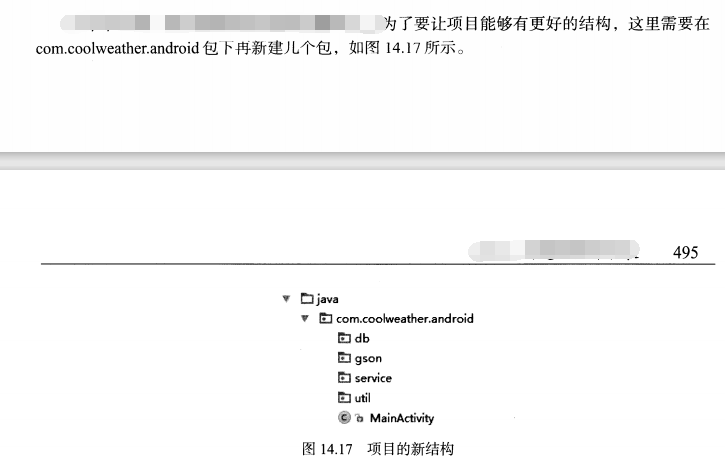 为了要让项目能够有更好的结构，这里需要在
com.coolweather.android 包下再新建几个包，如图 14.17 所示。
495
java
com.coolweather.android
db
gson
service
util
MainActivity
图 14.17 项目的新结构